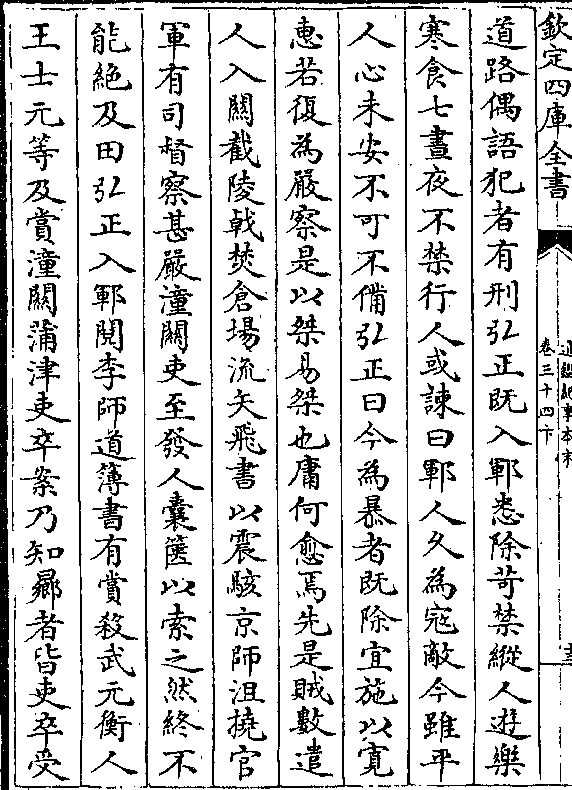 欽定四庫全書
通鑑紀事本末
卷三十四下
道路偶語犯者有刑弘正既入鄆悉除苛禁縱人遊樂
寒食七晝夜不禁行人或諫曰鄆人久為寇敵今雖平
人心未安不可不備弘正曰今為暴者既除宜施以寛
惠若復為嚴察是以桀易桀也庸何愈焉先是賊數遣
人入關截陵戟焚倉場流矢飛書以震駭京師沮撓官
軍有司督察甚嚴潼關吏至發人囊篋以索之然終不
能絶及田弘正入鄆閱李師道簿書有賞殺武元衡人
王士元等及賞潼關蒲津吏卒案乃知曏者皆吏卒受